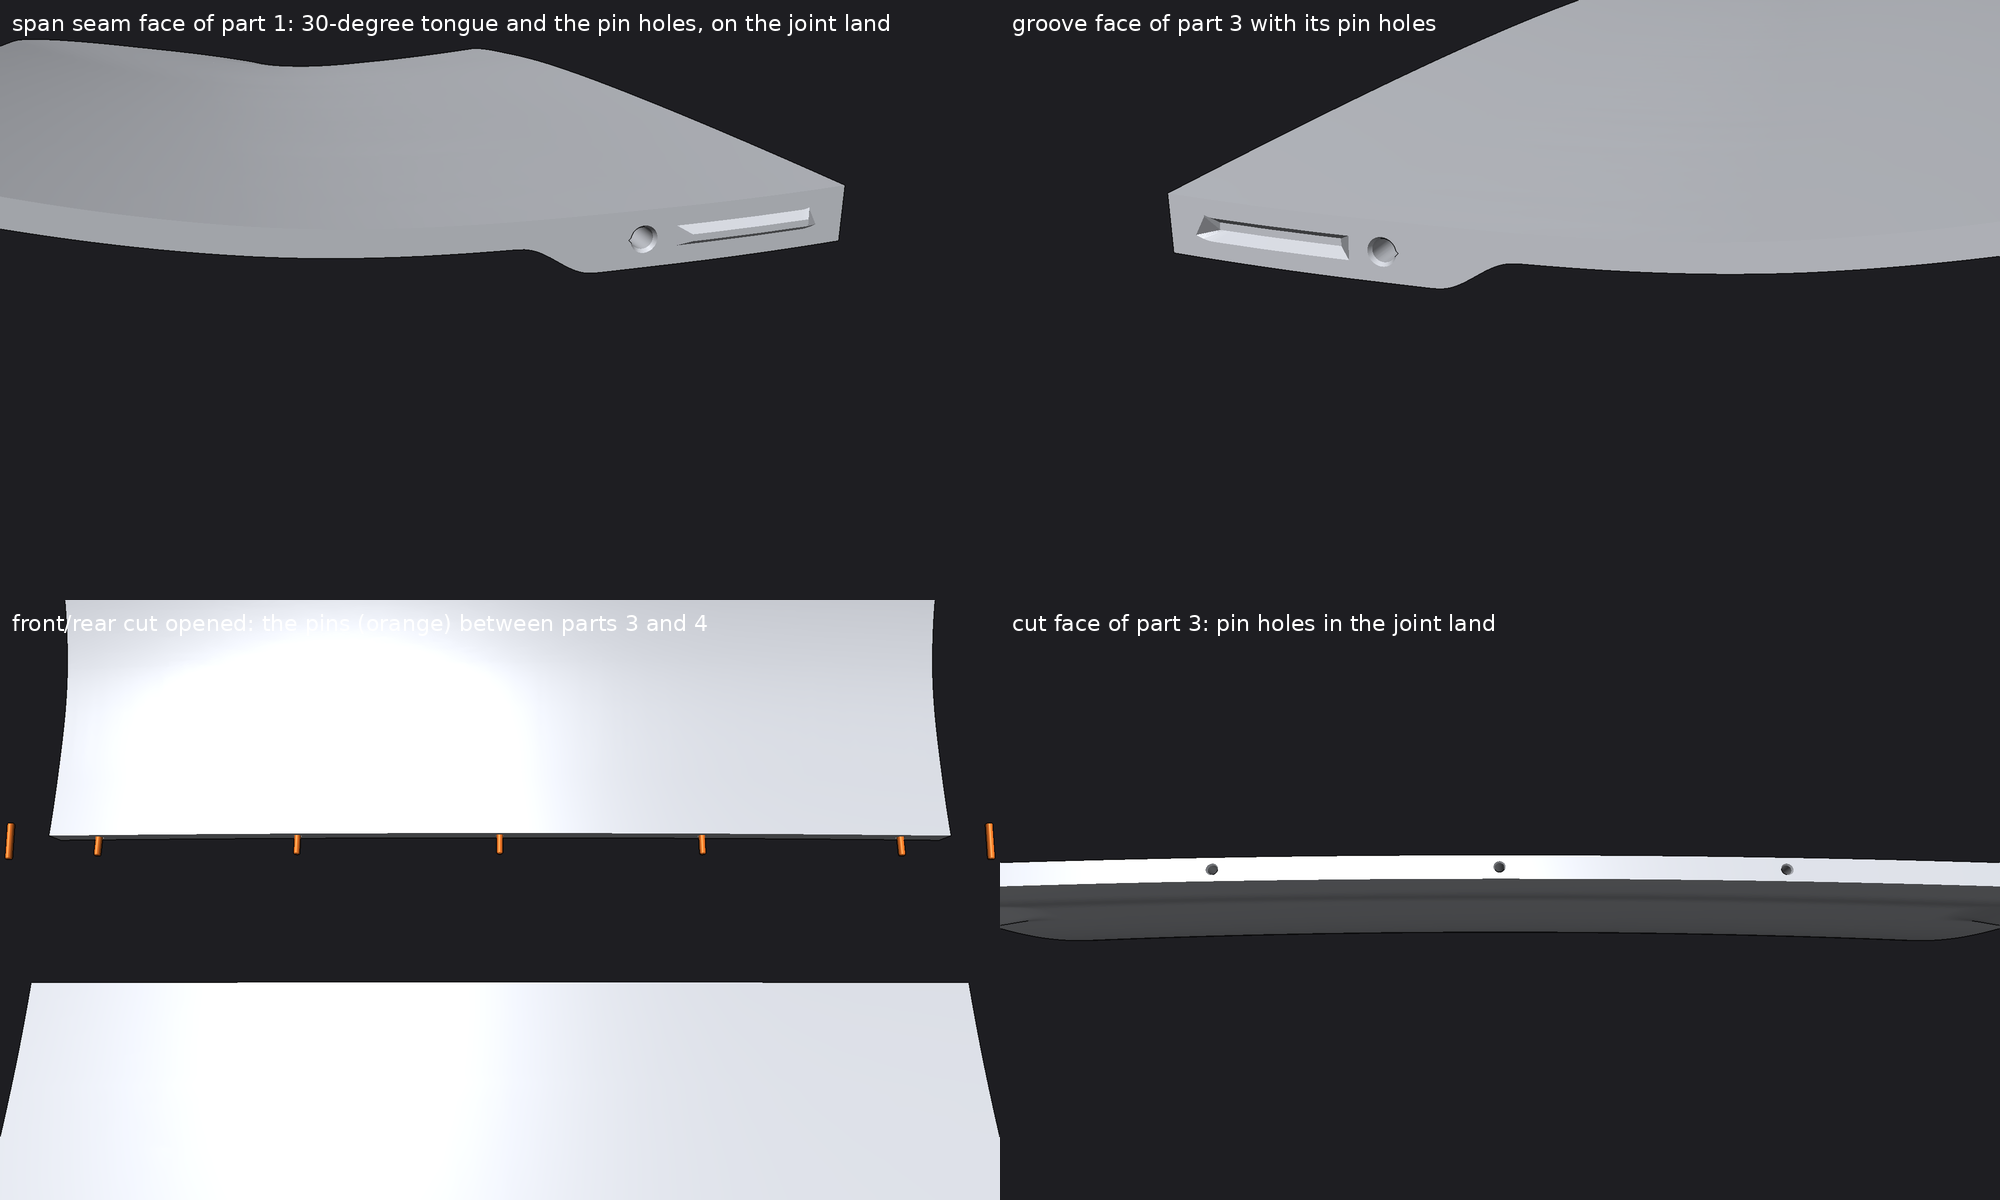 span seam face of part 1: 30-degree tongue and the pin holes, on the joint land
groove face of part 3 with its pin holes
front/rear cut opened: the pins (orange) between parts 3 and 4
cut face of part 3: pin holes in the joint land